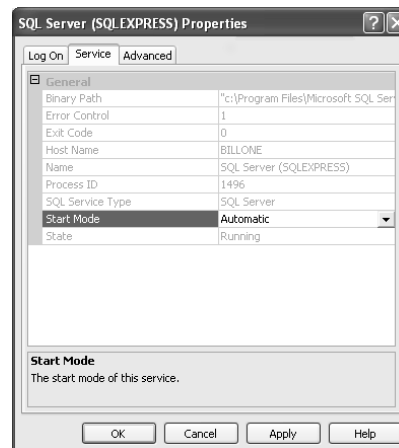 SQL Server (SQLEXPRESS) Properties
Log On Service Advanced
General
Binary Path "c:\Program Files\Microsoft SQL Ser
Error Control 1
Exit Code 0
Host Name BILLONE
Name SQL Server (SQLEXPRESS)
Process ID 1496
SQL Service Type SQL Server
Start Mode Automatic
State Running
Start Mode
The start mode of this service.
OK Cancel Apply Help